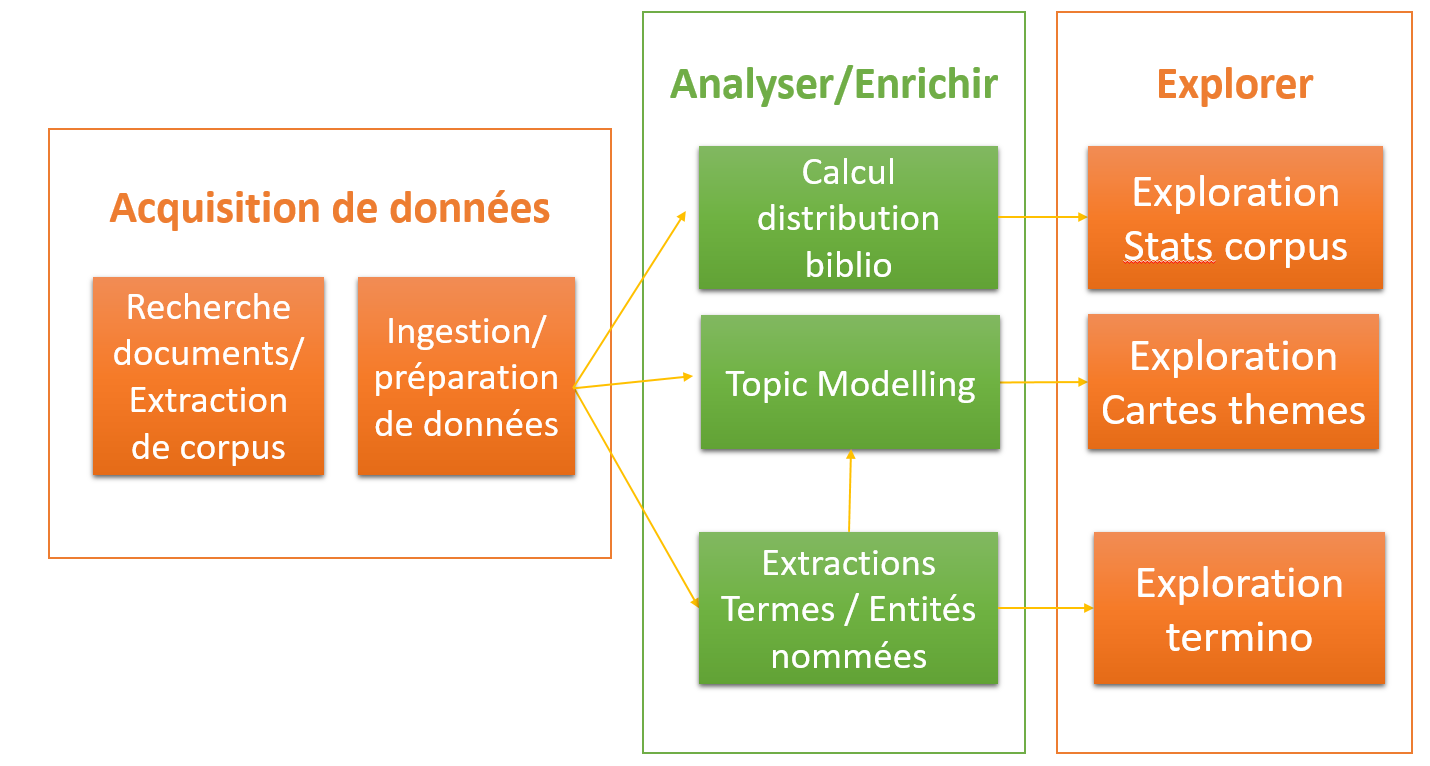 Acquisition de données
Recherche
documents/
Extraction
de corpus
Ingestion/
préparation
de données
Analyser/Enrichir
Calcul
distribution
biblio
Topic Modelling
Extractions
Termes / Entités
nommées
Explorer
Exploration
Stats corpus
Exploration
Cartes themes
Exploration
termino